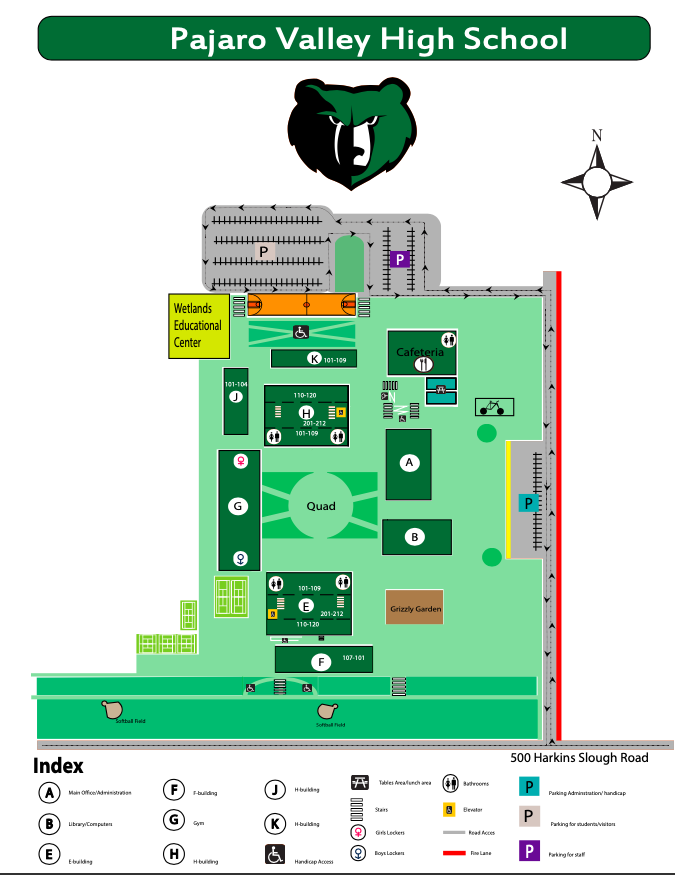 Pajaro Valley High School
N
P
P
Wetlands
Educational
Center
K 101-109
Cafeteria
101-104
J
110-120
H
201-212
101-109
N
A
G
Quad
P
B
101-109
E
201-212
110-120
Grizzly Garden
F 107-101
Softball Field
Softball Field
500 Harkins Slough Road
Index
A Main Office/Administration
B Library/Computers
E E-building
F F-building
G Gym
H H-building
J H-building
K H-building
Handicap Access
Tables Area/lunch area
Stairs
Girls Lockers
Boys Lockers
Bathrooms
Elevator
Road Acces
Fire Lane
P Parking Adminstration/ handicap
P Parking for students/visitors
P Parking for staff